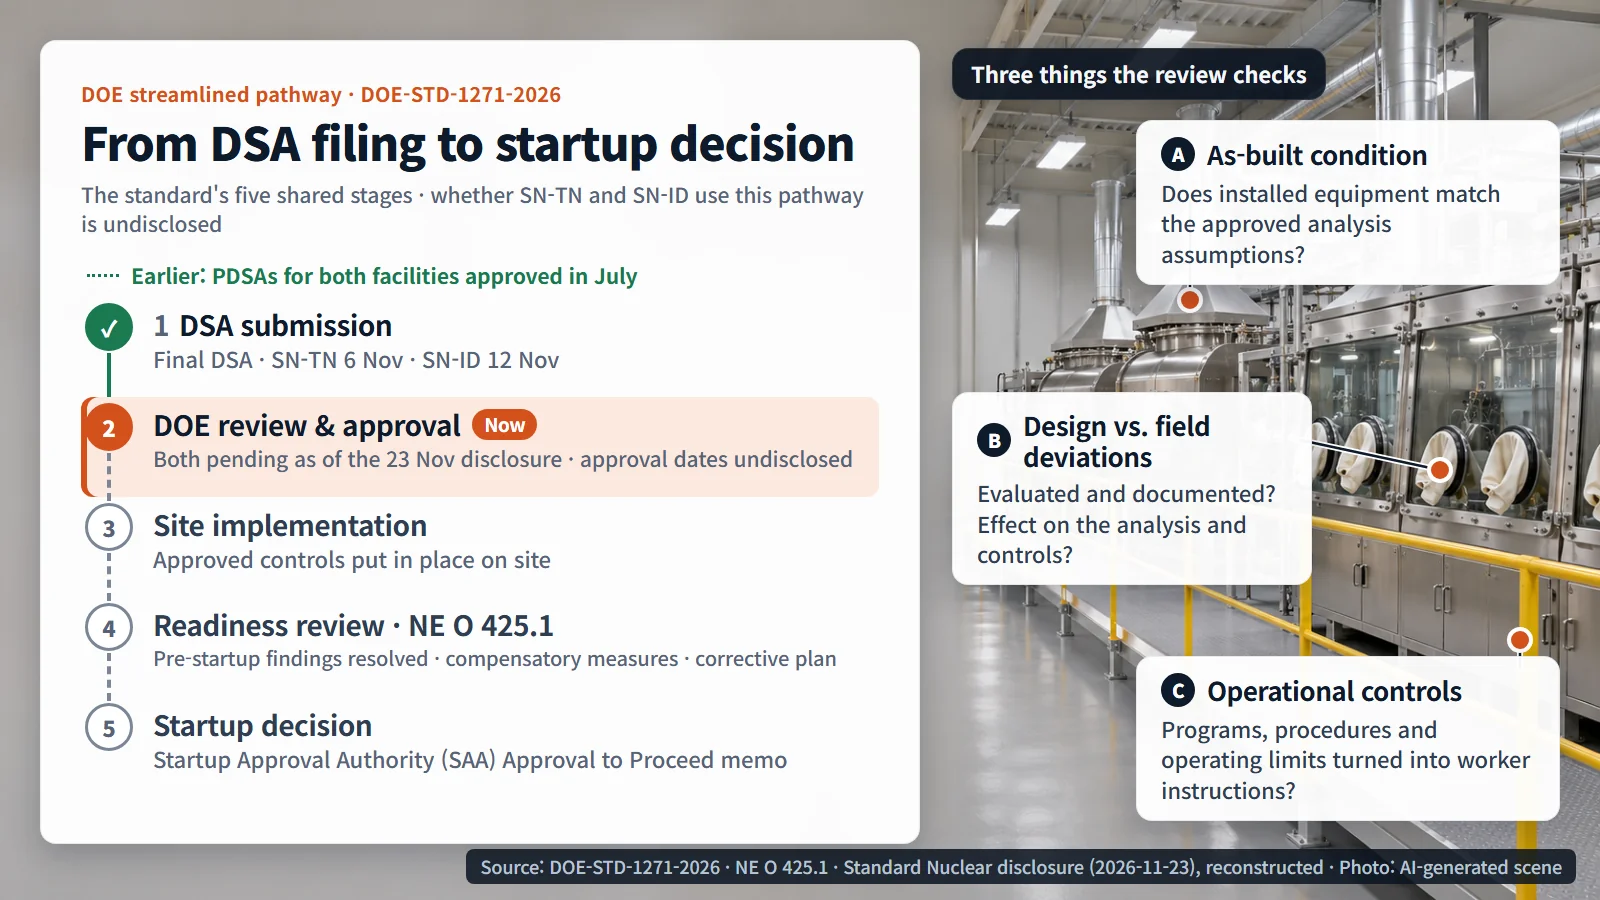 DOE streamlined pathway · DOE-STD-1271-2026
From DSA filing to startup decision
The standard's five shared stages · whether SN-TN and SN-ID use this pathway
is undisclosed
Earlier: PDSAs for both facilities approved in July
✓
1 DSA submission
Final DSA · SN-TN 6 Nov · SN-ID 12 Nov
2
DOE review & approval Now
Both pending as of the 23 Nov disclosure · approval dates undisclosed
3
Site implementation
Approved controls put in place on site
4
Readiness review · NE O 425.1
Pre-startup findings resolved · compensatory measures · corrective plan
5
Startup decision
Startup Approval Authority (SAA) Approval to Proceed memo
Three things the review checks
A As-built condition
Does installed equipment match
the approved analysis
assumptions?
B Design vs. field
deviations
Evaluated and documented?
Effect on the analysis and
controls?
C Operational controls
Programs, procedures and
operating limits turned into worker
instructions?
Source: DOE-STD-1271-2026 · NE O 425.1 · Standard Nuclear disclosure (2026-11-23), reconstructed · Photo: AI-generated scene